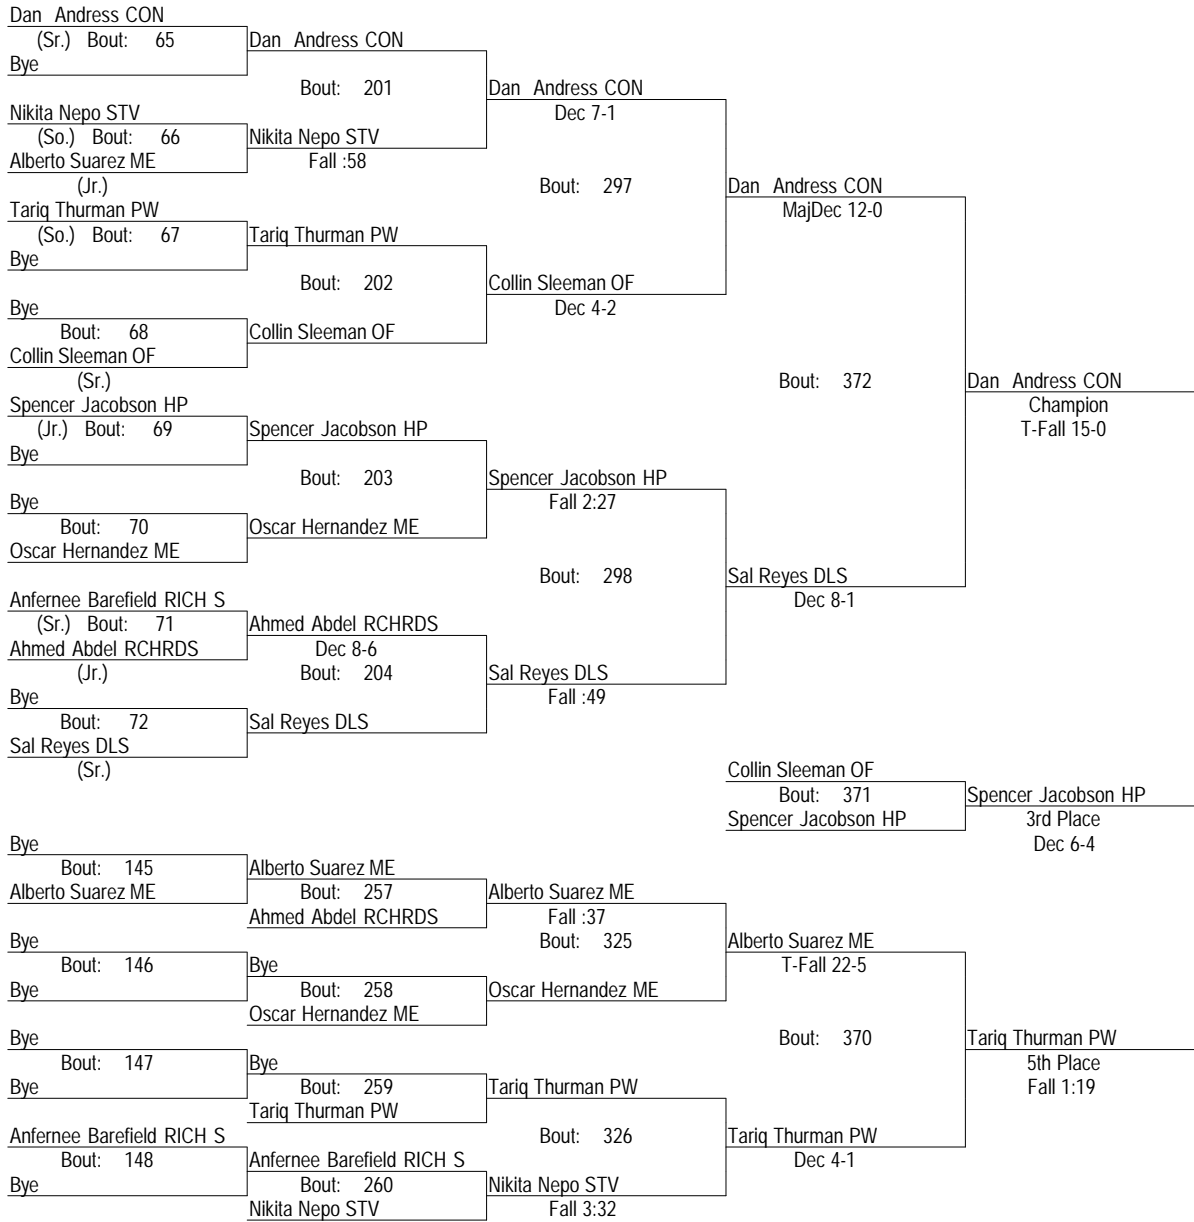 Dan Andress CON
(Sr.) Bout: 65 Dan Andress CON
Bye
Bout: 201 Dan Andress CON
Nikita Nepo STV Dec 7-1
(So.) Bout: 66 Nikita Nepo STV
Alberto Suarez ME Fall :58
(Jr.) Bout: 297 Dan Andress CON
Tariq Thurman PW MajDec 12-0
(So.) Bout: 67 Tariq Thurman PW
Bye
Bout: 202 Collin Sleeman OF
Bye Dec 4-2
Bout: 68 Collin Sleeman OF
Collin Sleeman OF
(Sr.) Bout: 372 Dan Andress CON
Spencer Jacobson HP Champion
(Jr.) Bout: 69 Spencer Jacobson HP T-Fall 15-0
Bye
Bout: 203 Spencer Jacobson HP
Bye Fall 2:27
Bout: 70 Oscar Hernandez ME
Oscar Hernandez ME
Bout: 298 Sal Reyes DLS
Anfernee Barefield RICH S Dec 8-1
(Sr.) Bout: 71 Ahmed Abdel RCHRDS
Ahmed Abdel RCHRDS Dec 8-6
(Jr.) Bout: 204 Sal Reyes DLS
Bye Fall :49
Bout: 72 Sal Reyes DLS
Sal Reyes DLS
(Sr.) Collin Sleeman OF
Bout: 371 Spencer Jacobson HP
Spencer Jacobson HP 3rd Place
Bye Dec 6-4
Bout: 145 Alberto Suarez ME
Alberto Suarez ME Bout: 257 Alberto Suarez ME
Ahmed Abdel RCHRDS Fall :37
Bye Bout: 325 Alberto Suarez ME
Bout: 146 Bye T-Fall 22-5
Bye Bout: 258 Oscar Hernandez ME
Oscar Hernandez ME
Bye Bout: 370 Tariq Thurman PW
Bout: 147 Bye 5th Place
Bye Bout: 259 Tariq Thurman PW Fall 1:19
Tariq Thurman PW
Anfernee Barefield RICH S Bout: 326 Tariq Thurman PW
Bout: 148 Anfernee Barefield RICH S Dec 4-1
Bye Bout: 260 Nikita Nepo STV
Nikita Nepo STV Fall 3:32